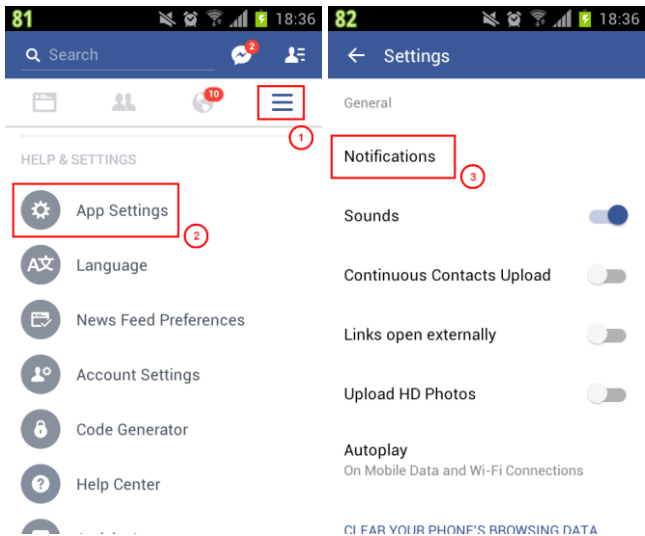 81
18:36
Search
2
10
1
HELP & SETTINGS
App Settings
2
Language
News Feed Preferences
Account Settings
Code Generator
Help Center
82
18:36
Settings
General
Notifications
3
Sounds
Continuous Contacts Upload
Links open externally
Upload HD Photos
Autoplay
On Mobile Data and Wi-Fi Connections
CLEAR YOUR PHONE'S BROWSING DATA